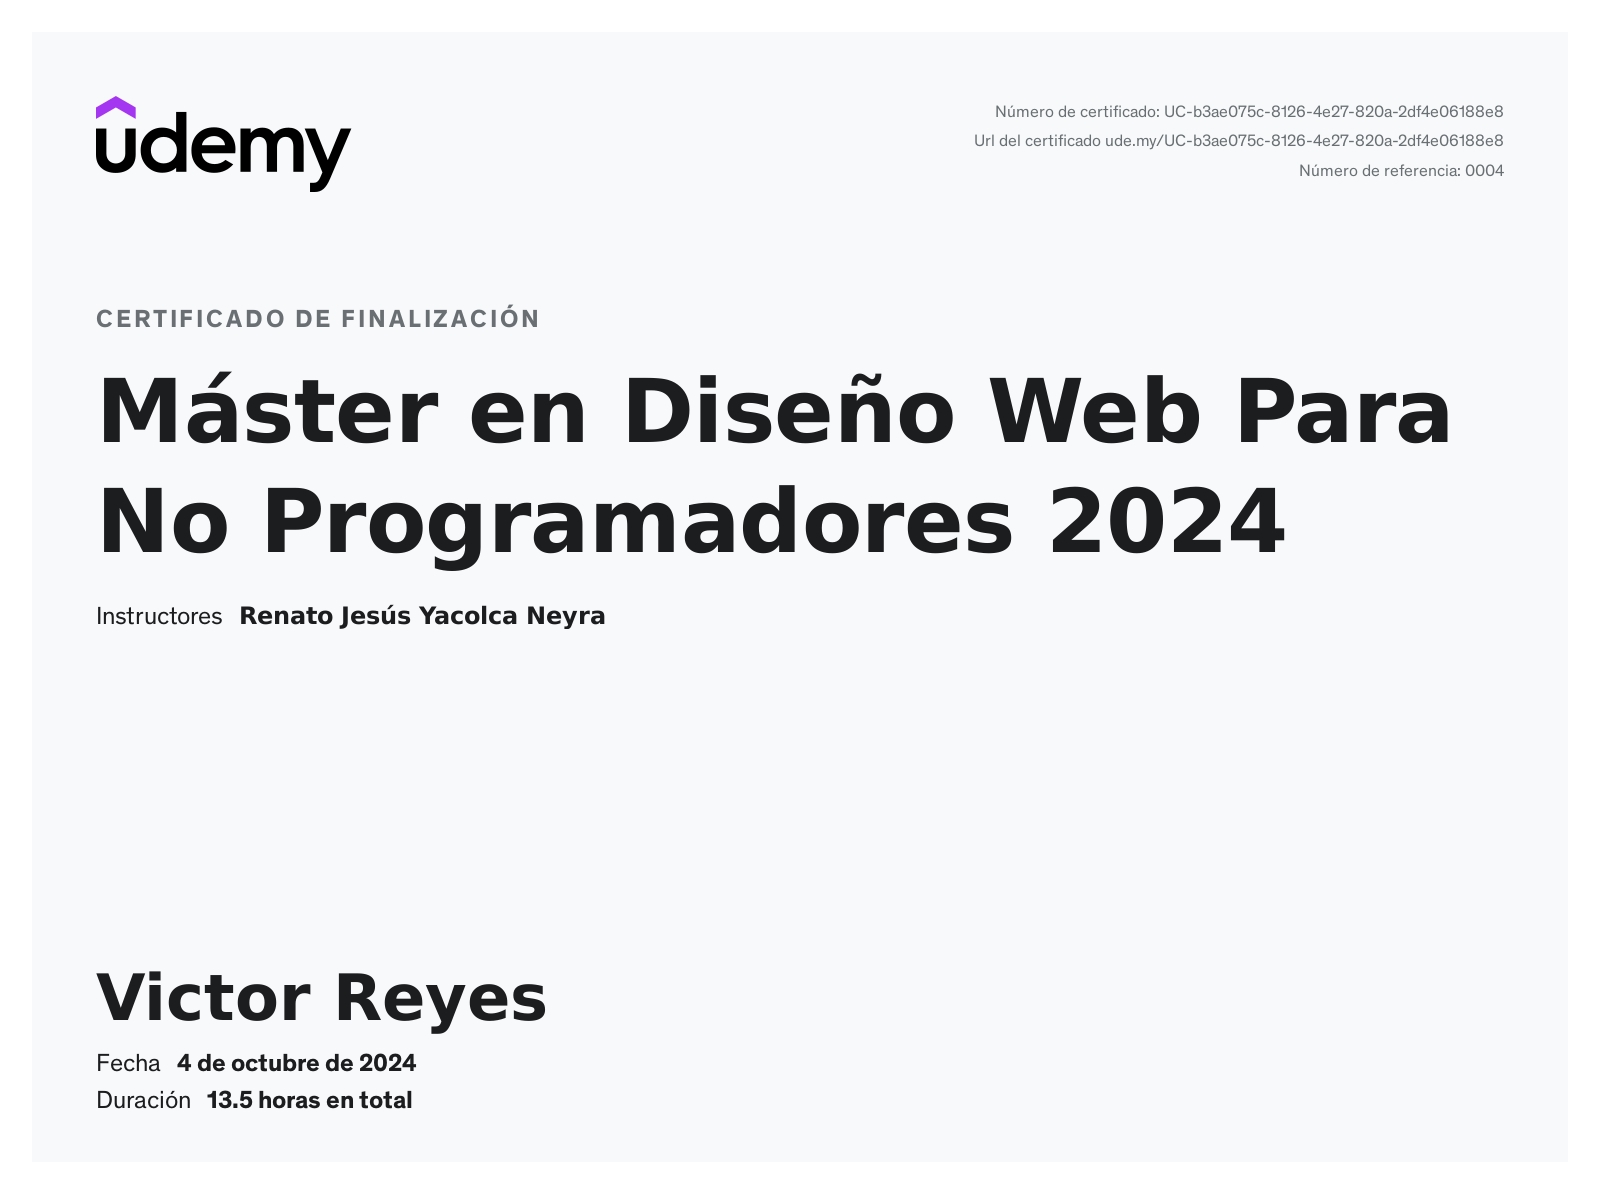 udemy
Número de certificado: UC-b3ae075c-8126-4e27-820a-2df4e06188e8
Url del certificado ude.my/UC-b3ae075c-8126-4e27-820a-2df4e06188e8
Número de referencia: 0004
CERTIFICADO DE FINALIZACIÓN
Máster en Diseño Web Para
No Programadores 2024
Instructores Renato Jesús Yacolca Neyra
Victor Reyes
Fecha 4 de octubre de 2024
Duración 13.5 horas en total